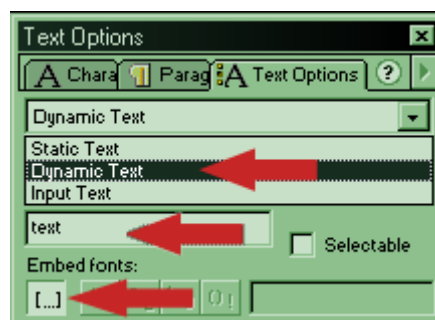 Text Options
A Chara Parag A Text Options ?
Dynamic Text
Static Text
Dynamic Text
Input Text
text
Selectable
Embed fonts:
[...]